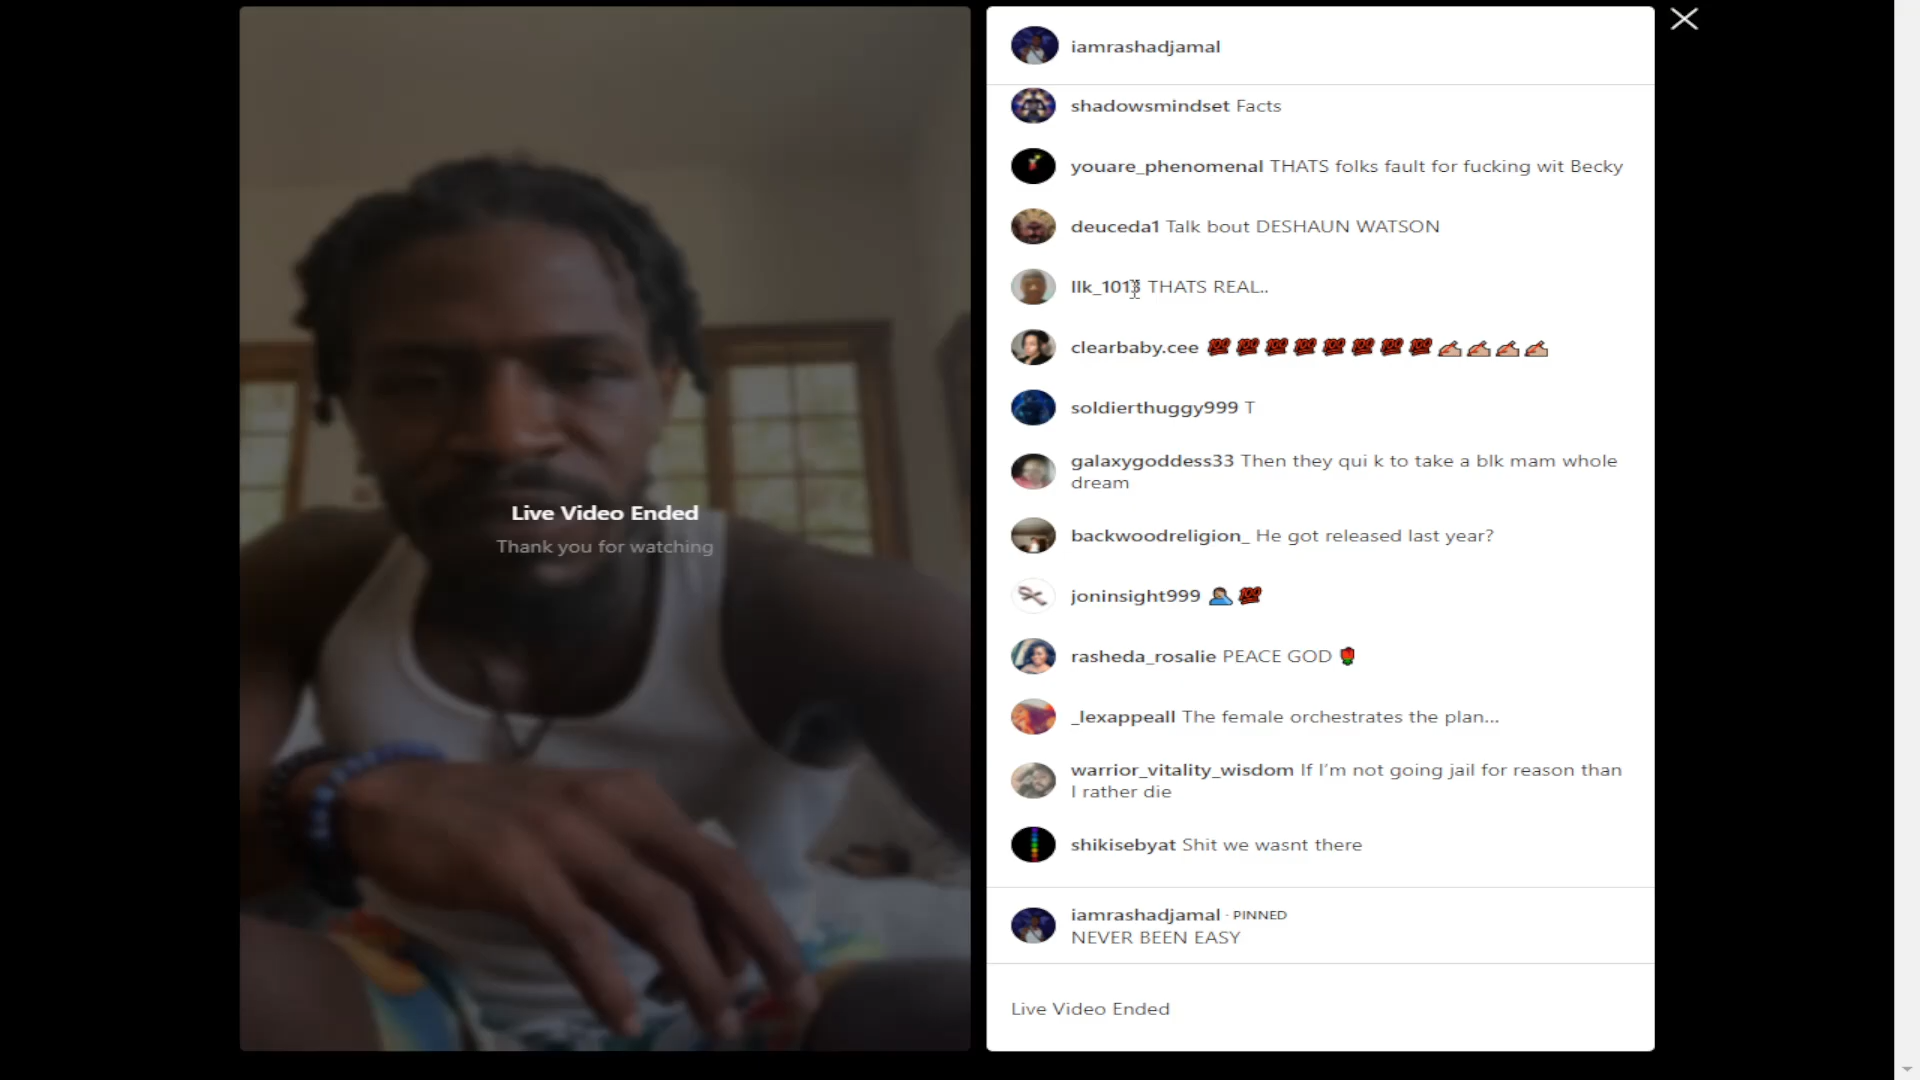 iamrashadjamal
shadowsmindset Facts
youare_phenomenal THATS folks fault for fucking wit Becky
deuceda1 Talk bout DESHAUN WATSON
llk_1013 THATS REAL..
clearbaby.cee 💯💯💯💯💯💯💯💯✍🏼✍🏼✍🏼✍🏼
soldierthuggy999 T
galaxygoddess33 Then they qui k to take a blk mam whole
dream
backwoodreligion_ He got released last year?
joninsight999 🤦🏽💯
rasheda_rosalie PEACE GOD 🌹
_lexappeall The female orchestrates the plan...
warrior_vitality_wisdom If I’m not going jail for reason than
I rather die
shikisebyat Shit we wasnt there
iamrashadjamal · PINNED
NEVER BEEN EASY
Live Video Ended
Live Video Ended
Thank you for watching